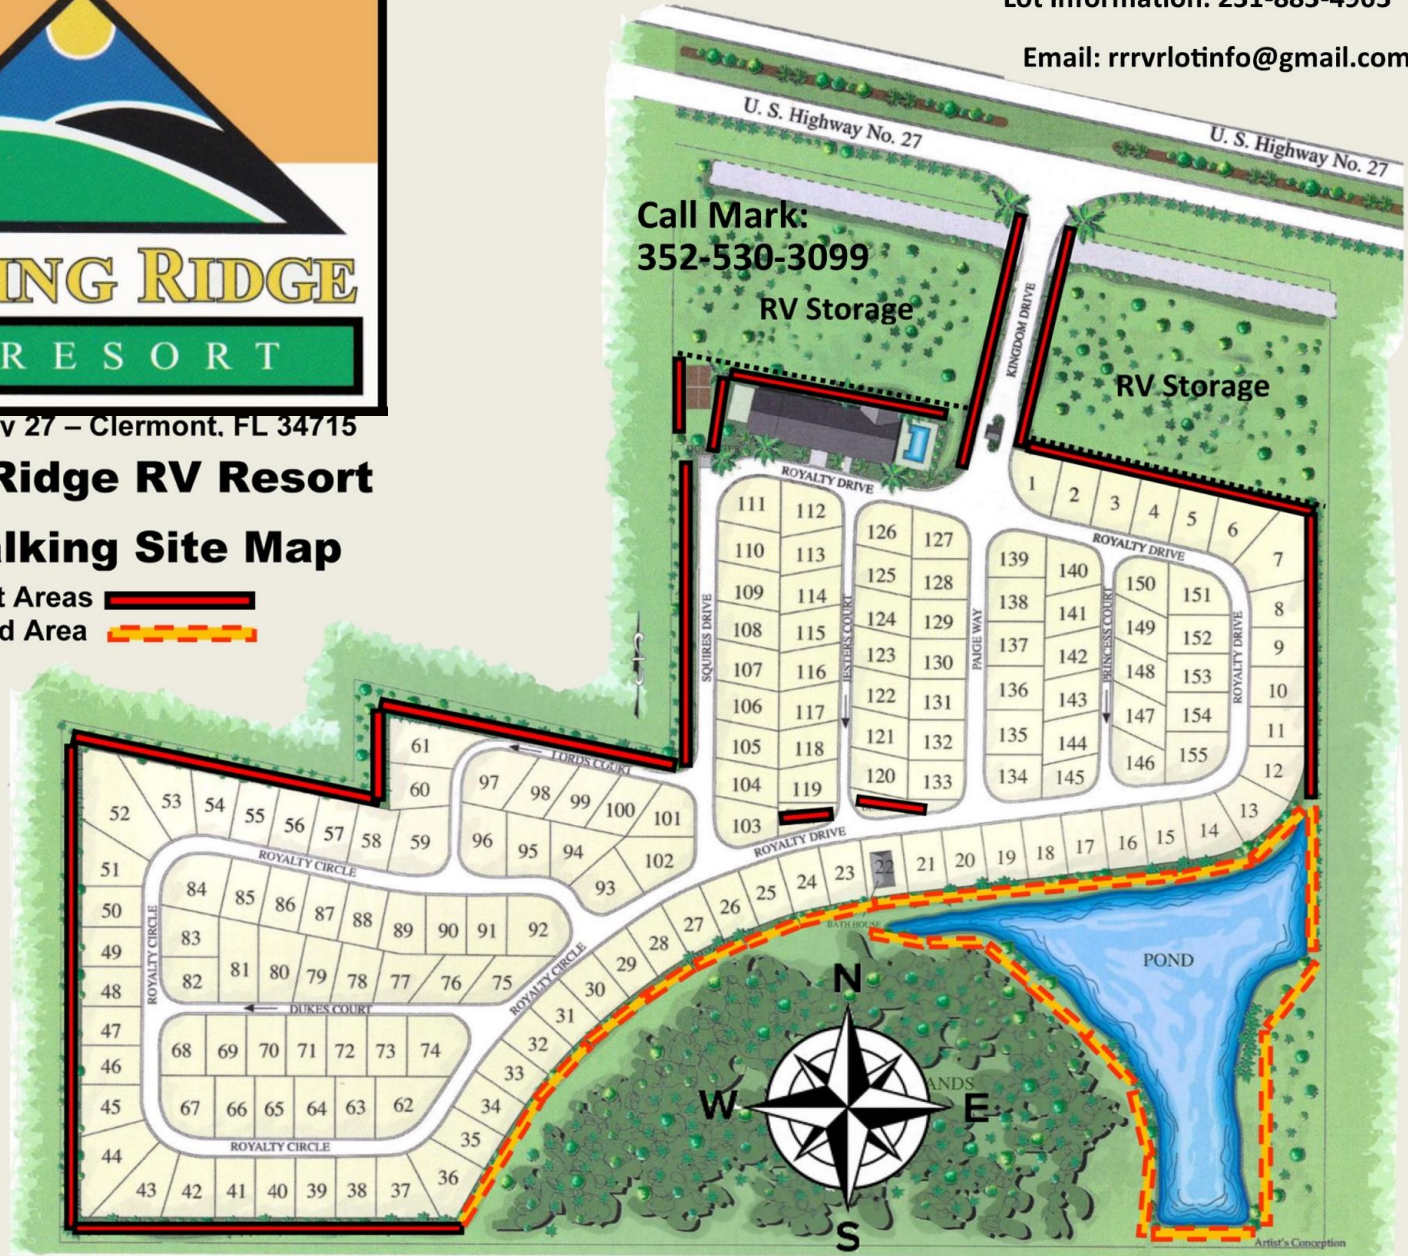 Lot Information: 231-883-4903
Email: rrrvrlotinfo@gmail.com
U. S. Highway No. 27
U. S. Highway No. 27
Call Mark:
352-530-3099
RV Storage
KINGDOM DRIVE
RV Storage
ING RIDGE
RESORT
27 – Clermont, FL 34715
Ridge RV Resort
lking Site Map
t Areas
d Area
ROYALTY DRIVE
1 2 3 4 5 6
7
8
9
10
11
12
13
ROYALTY DRIVE
ROYALTY DRIVE
111 112
110 113
109 114
108 115
107 116
106 117
105 118
104 119
103
SQUIRES DRIVE
JESTERS COURT
126 127
125 128
124 129
123 130
122 131
121 132
120 133
PAIGE WAY
139 140
138 141
137 142
136 143
135 144
134 145
PRINCESS COURT
150 151
149 152
148 153
147 154
146 155
ROYALTY DRIVE
14
15
16
17
18
19
20
21
22
23
24
25
26
27
28
29
30
31
32
33
34
35
36
BATH HOUSE
POND
LORDS COURT
61
60
97 98 99 100 101
96 95 94 102
93
52 53 54 55 56 57 58 59
51
50
49
48
47
46
45
44
ROYALTY CIRCLE
ROYALTY CIRCLE
ROYALTY CIRCLE
84 85 86 87 88 89 90 91 92
83
82 81 80 79 78 77 76 75
DUKES COURT
68 69 70 71 72 73 74
67 66 65 64 63 62
ROYALTY CIRCLE
43 42 41 40 39 38 37
N
W
E
S
ANDS
Artist's Conception